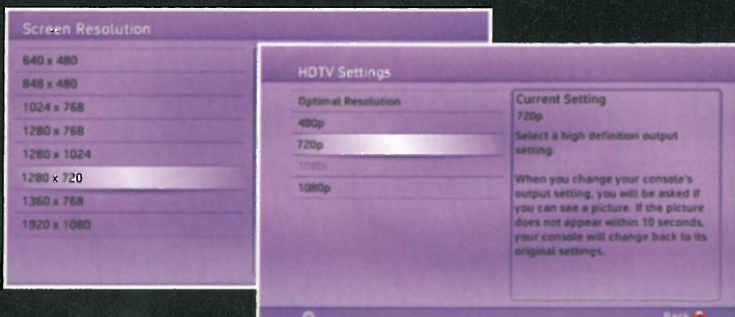 Screen Resolution
640 x 480
848 x 480
1024 x 768
1280 x 768
1280 x 1024
1280 x 720
1360 x 768
1920 x 1080
HDTV Settings
Optimal Resolution
480p
720p
1080i
1080p
Current Setting
720p
Select a high definition output
setting.
When you change your console's
output setting, you will be asked if
you can see a picture. If the picture
does not appear within 10 seconds,
your console will change back to its
original settings.
Back